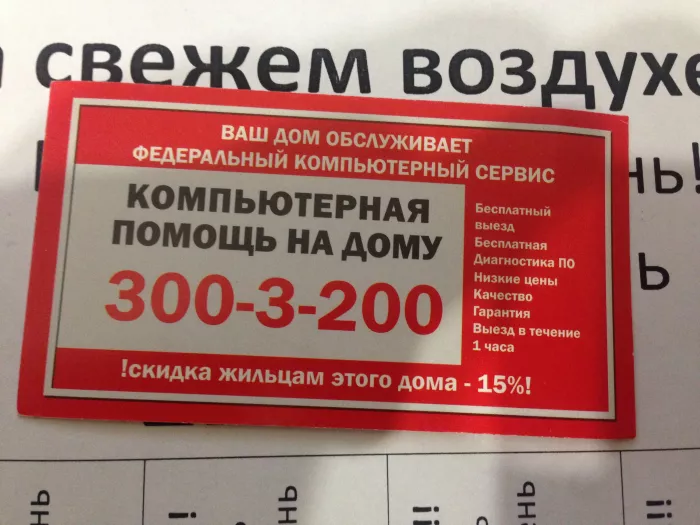 свежем воздухе
ВАШ ДОМ ОБСЛУЖИВАЕТ
ФЕДЕРАЛЬНЫЙ КОМПЬЮТЕРНЫЙ СЕРВИС
КОМПЬЮТЕРНАЯ
ПОМОЩЬ НА ДОМУ
300-3-200
Бесплатный
выезд
Бесплатная
Диагностика ПО
Низкие цены
Качество
Гарантия
Выезд в течение
1 часа
!скидка жильцам этого дома - 15%!